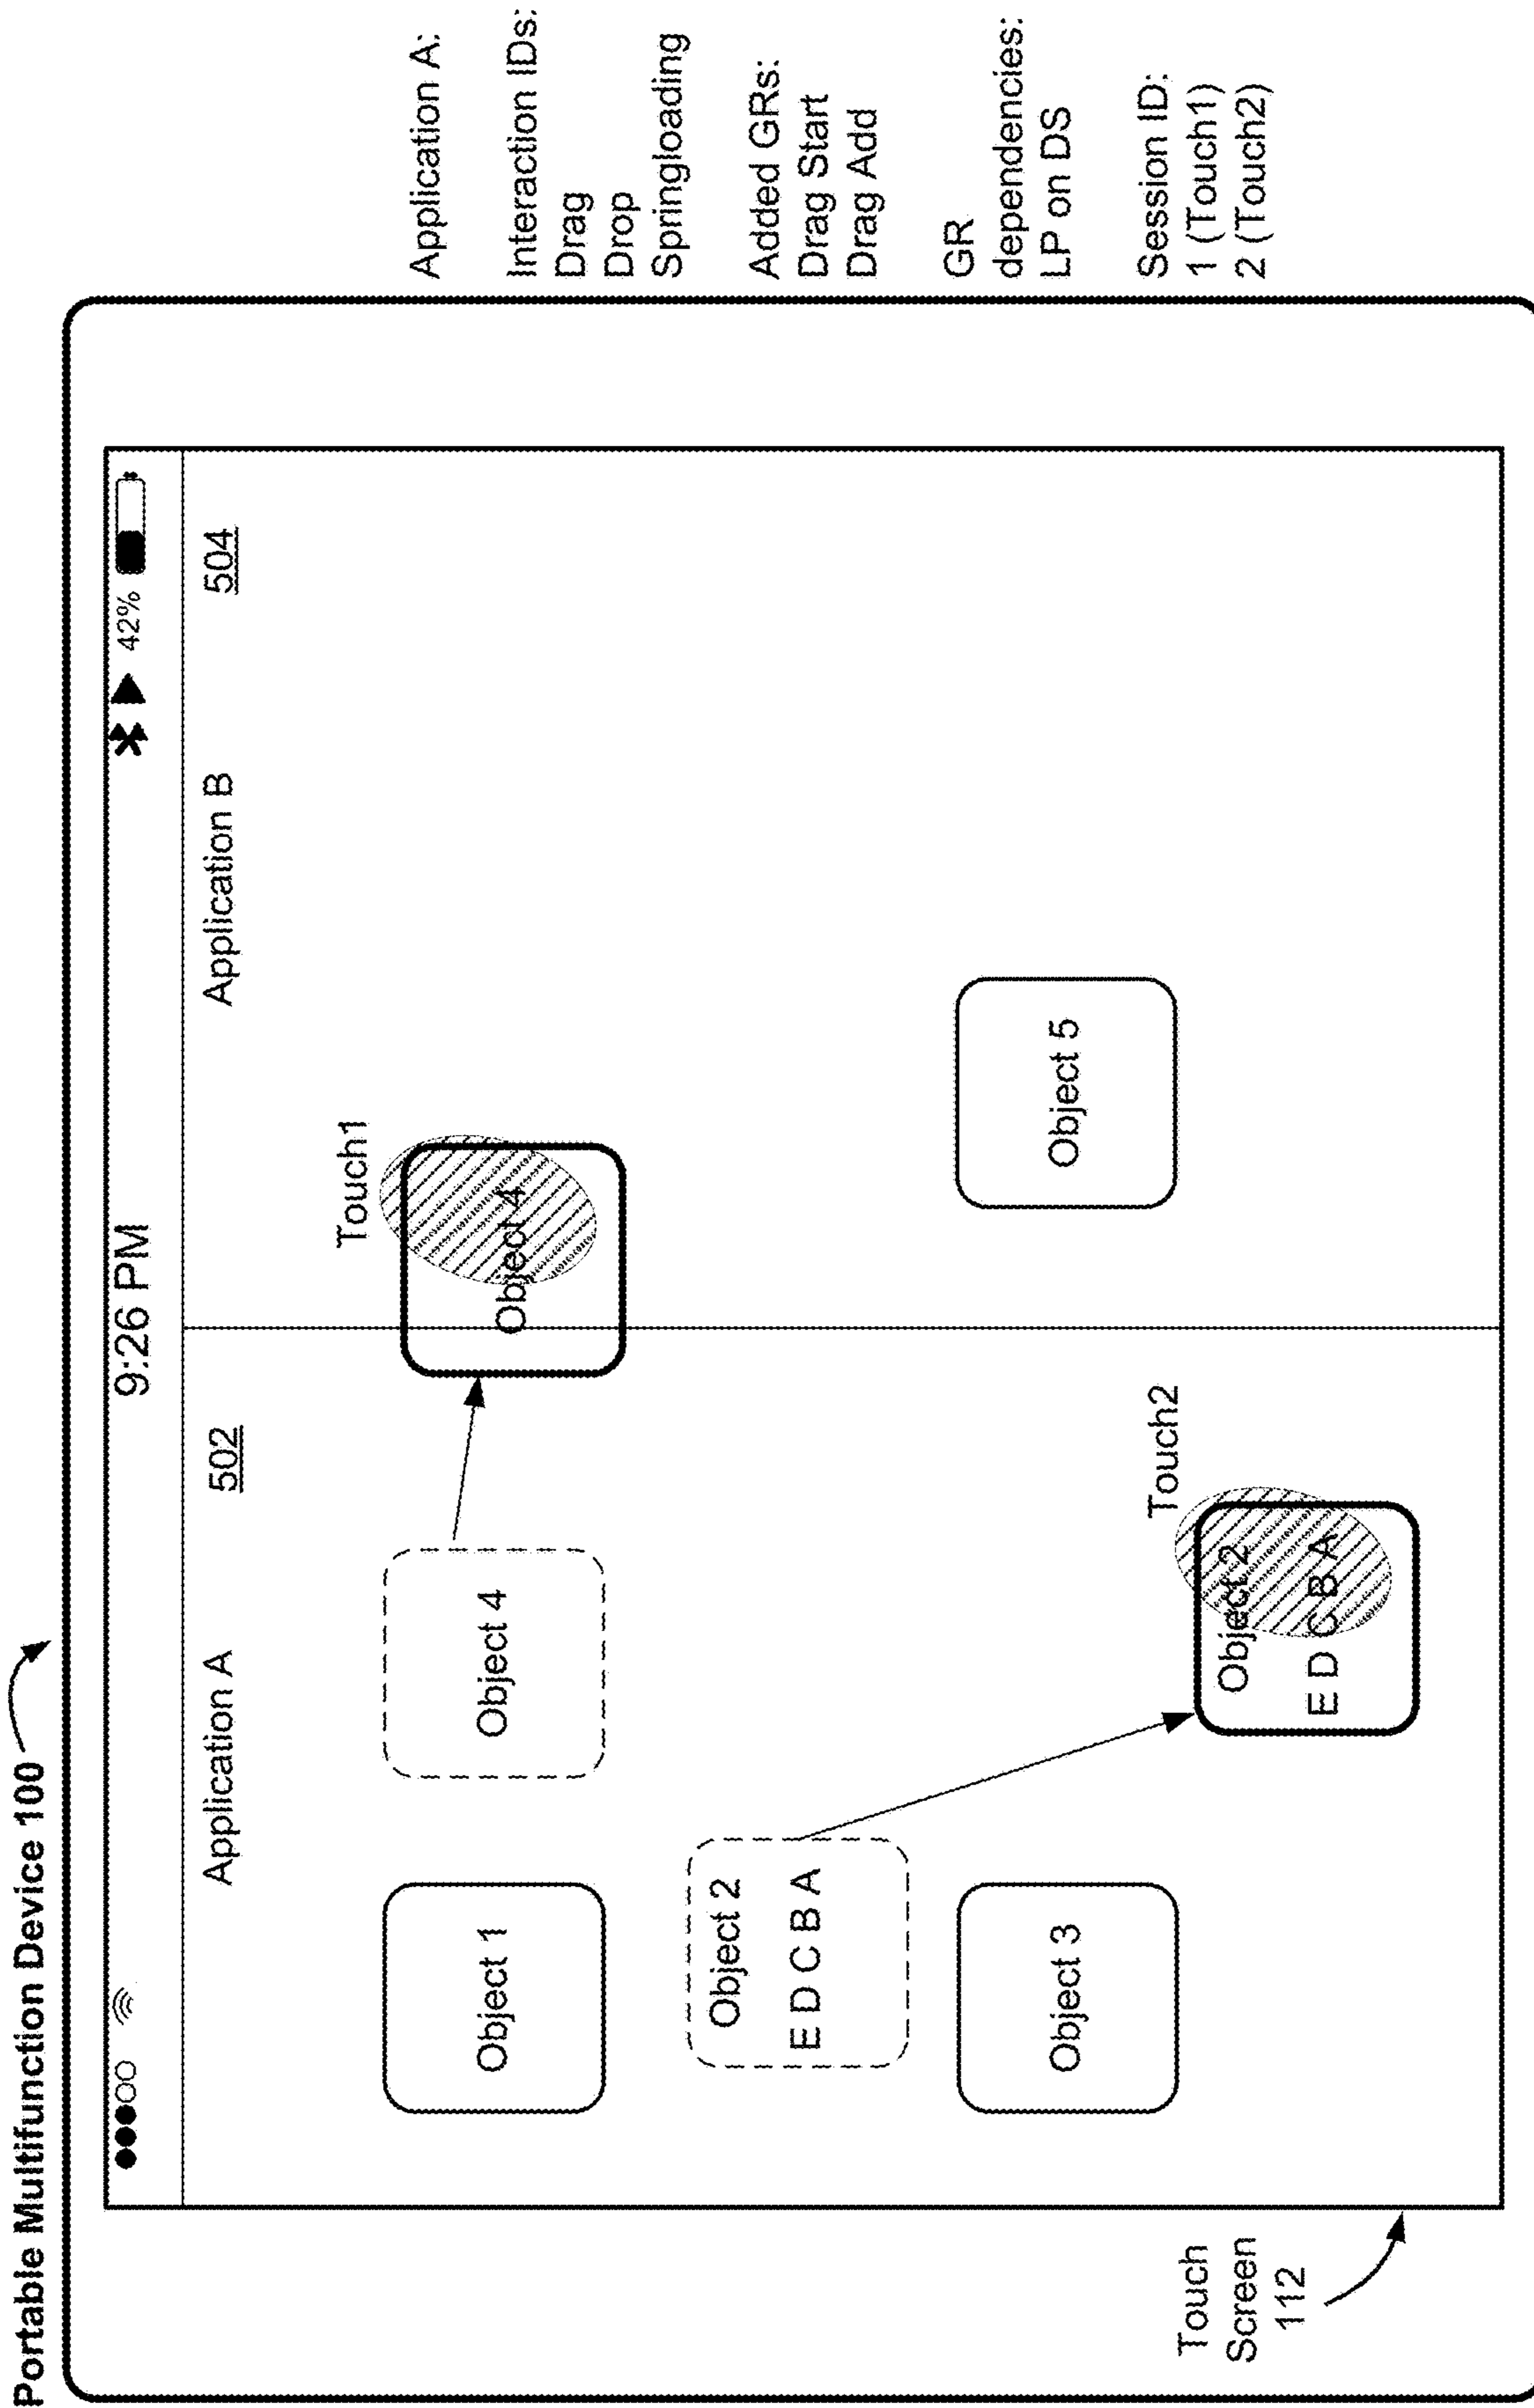 Portable Multifunction Device 100
9:26 PM
42%
Application A
502
Application B
504
Touch1
Object 1
Object 4
Object 4
Object 2
E D C B A
Object 3
Object 5
Touch2
Object 2
E D C B A
Touch
Screen
112
Application A:
Interaction IDs:
Drag
Drop
Springloading
Added GRs:
Drag Start
Drag Add
GR
dependencies:
LP on DS
Session ID:
1 (Touch1)
2 (Touch2)